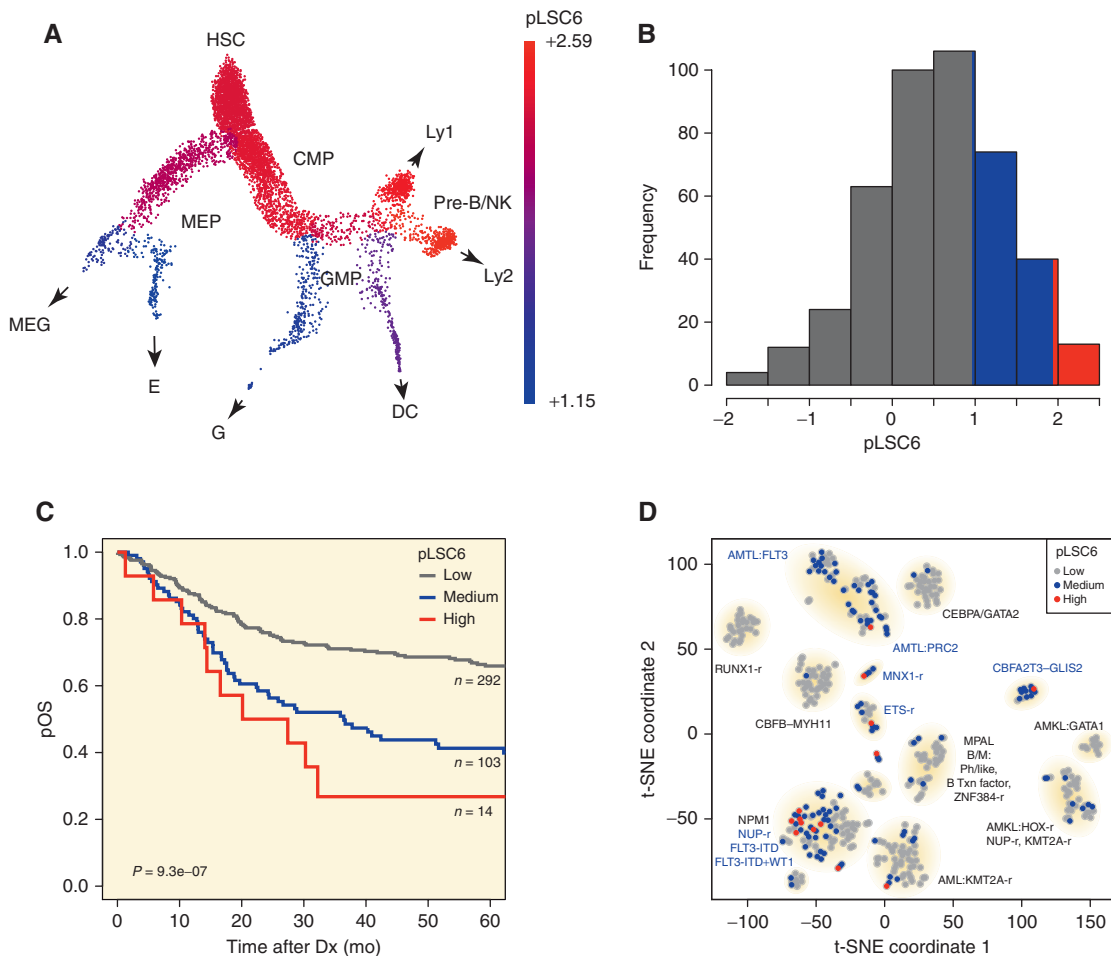 A
pLSC6
+2.59
+1.15
HSC
CMP
Ly1
Pre-B/NK
MEP
Ly2
GMP
MEG
E
DC
G
B
Frequency
100
80
60
40
20
0
−2
−1
0
1
2
pLSC6
C
pOS
1.0
0.8
0.6
0.4
0.2
0.0
pLSC6
Low
Medium
High
n = 292
n = 103
n = 14
P = 9.3e−07
0
10
20
30
40
50
60
Time after Dx (mo)
D
t-SNE coordinate 2
100
50
0
−50
pLSC6
Low
Medium
High
AMTL:FLT3
CEBPA/GATA2
AMTL:PRC2
RUNX1-r
MNX1-r
CBFA2T3–GLIS2
CBFB–MYH11
ETS-r
AMKL:GATA1
MPAL
B/M:
Ph/like,
B Txn factor,
ZNF384-r
NPM1
NUP-r
FLT3-ITD
FLT3-ITD+WT1
AMKL:HOX-r
NUP-r, KMT2A-r
AML:KMT2A-r
−100
−50
0
50
100
150
t-SNE coordinate 1